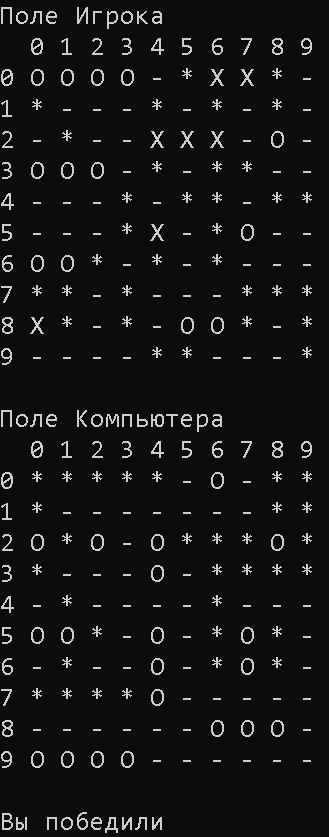 Поле Игрока
0 1 2 3 4 5 6 7 8 9
0 O O O O - * X X * -
1 * - - - * - * - * -
2 - * - - X X X - O -
3 O O O - * - * * - -
4 - - - * - * * - * *
5 - - - * X - * O - -
6 O O * - * - * - - -
7 * * - * - - - * * *
8 X * - * - O O * - *
9 - - - - * * - - - *
Поле Компьютера
0 1 2 3 4 5 6 7 8 9
0 * * * * * - O - * *
1 * - - - - - - - * *
2 O * O - O * * * O *
3 * - - - O - * * * *
4 - * - - - - * - - -
5 O O * - O - * O * -
6 - * - - O - * O * -
7 * * * * O - - - - -
8 - - - - - - O O O -
9 O O O O - - - - - -
Вы победили